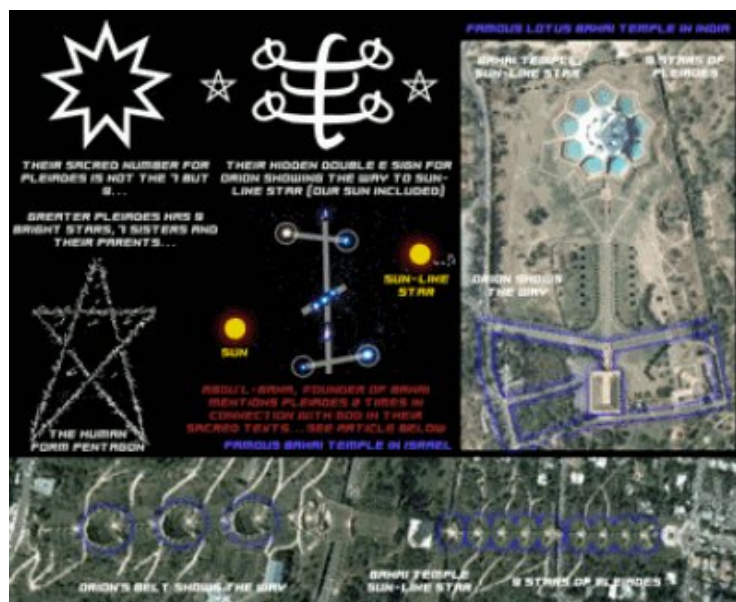 FAMOUS LOTUS BAHAI TEMPLE IN INDIA
BAHAI TEMPLE,
SUN-LIKE STAR
9 STARS OF
PLEIADES
THEIR SACRED NUMBER FOR
PLEIADES IS NOT THE 7 BUT
9...
THEIR HIDDEN DOUBLE E SIGN FOR
ORION SHOWING THE WAY TO SUN-
LIKE STAR (OUR SUN INCLUDED)
GREATER PLEIADES HAS 9
BRIGHT STARS, 7 SISTERS AND
THEIR PARENTS...
SUN-LIKE
STAR
SUN
ORION SHOWS
THE WAY
THE HUMAN
FORM PENTAGON
ABDU'L-BAHA, FOUNDER OF BAHAI
MENTIONS PLEIADES 2 TIMES IN
CONNECTION WITH GOD IN THEIR
SACRED TEXTS...SEE ARTICLE BELOW
FAMOUS BAHAI TEMPLE IN ISRAEL
ORION'S BELT SHOWS THE WAY
BAHAI TEMPLE
SUN-LIKE STAR
9 STARS OF PLEIADES